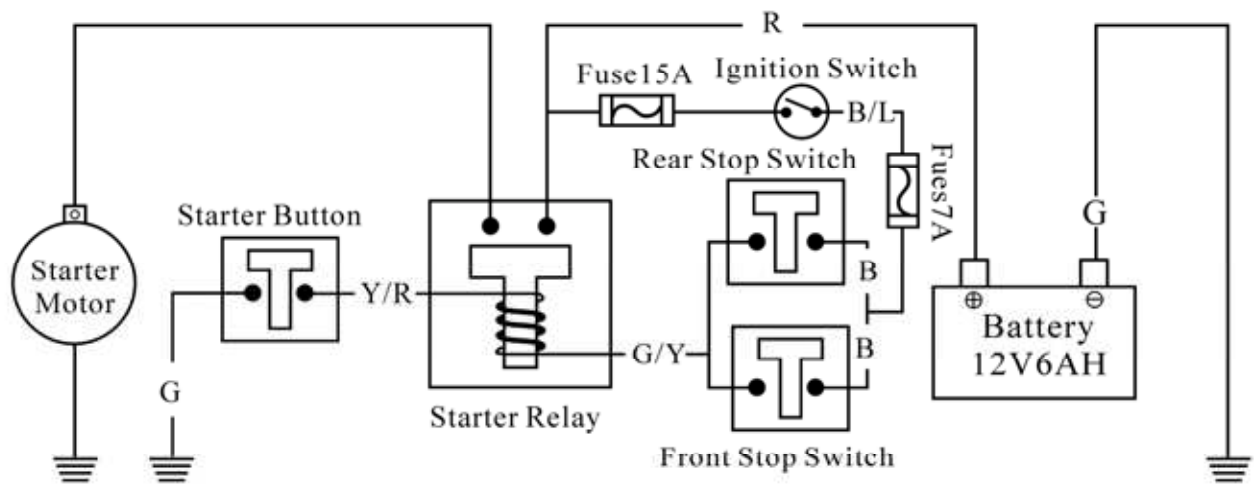 R
Fuse15A
Ignition Switch
B/L
Rear Stop Switch
Fues7A
Starter Button
G
Starter
Motor
Y/R
B
⊕
⊖
Battery
12V6AH
G/Y
B
G
Starter Relay
Front Stop Switch